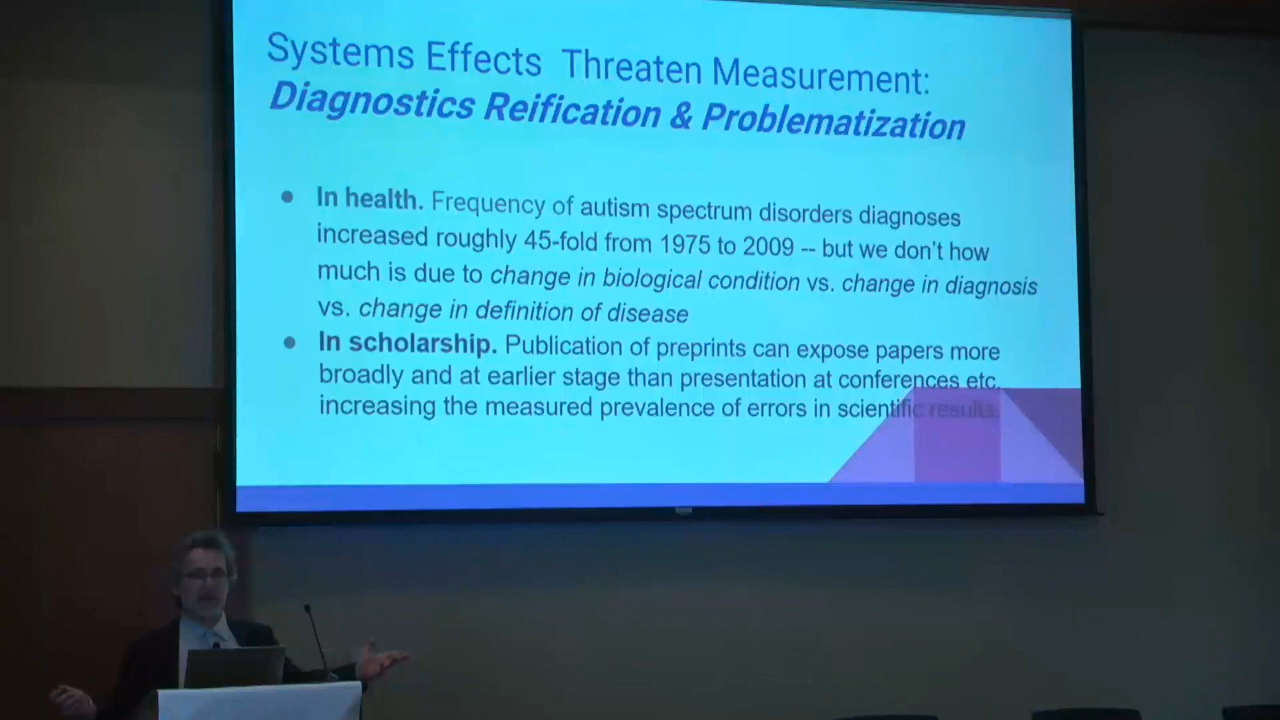 Systems Effects Threaten Measurement:
Diagnostics Reification & Problematization
● In health. Frequency of autism spectrum disorders diagnoses
increased roughly 45-fold from 1975 to 2009 -- but we don't how
much is due to change in biological condition vs. change in diagnosis
vs. change in definition of disease
● In scholarship. Publication of preprints can expose papers more
broadly and at earlier stage than presentation at conferences etc.
increasing the measured prevalence of errors in scientific results.